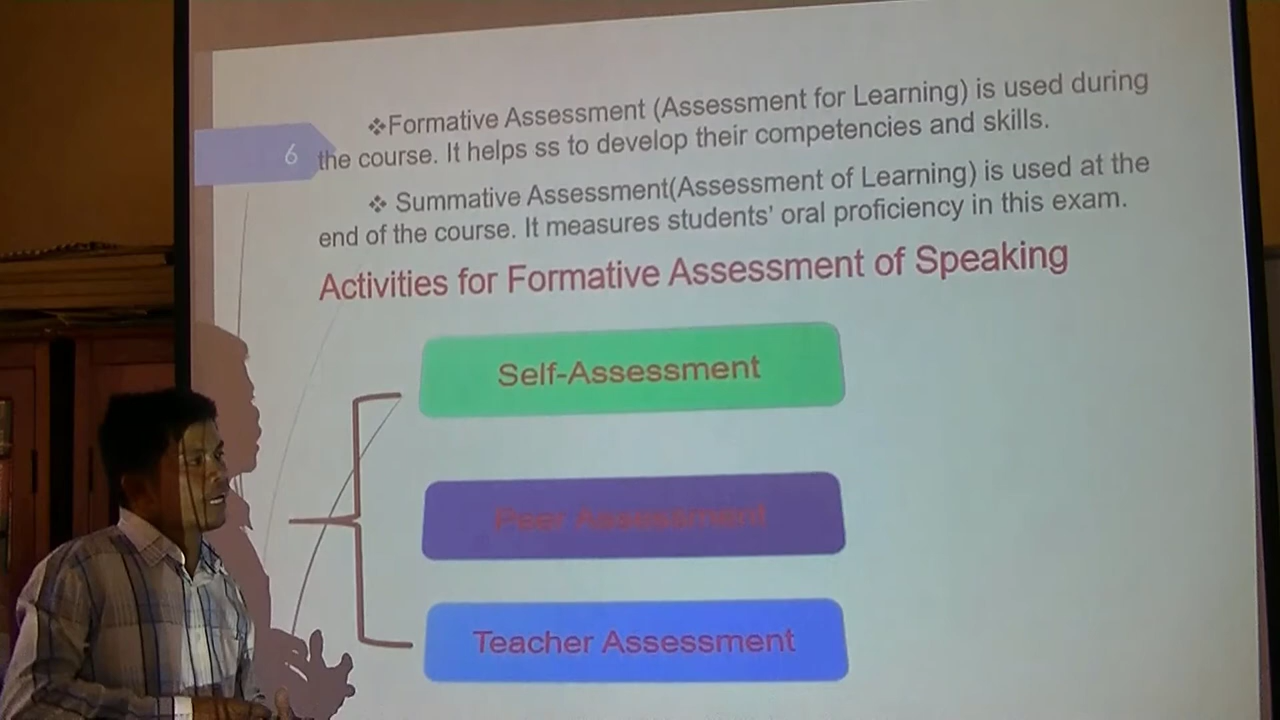 ❖Formative Assessment (Assessment for Learning) is used during
6
the course. It helps ss to develop their competencies and skills.
❖ Summative Assessment(Assessment of Learning) is used at the
end of the course. It measures students’ oral proficiency in this exam.
Activities for Formative Assessment of Speaking
Self-Assessment
Peer Assessment
Teacher Assessment